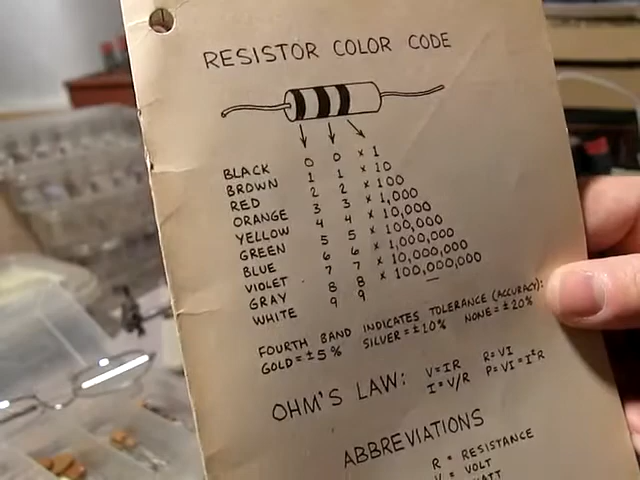 RESISTOR COLOR CODE
BLACK 0 0 × 1
BROWN 1 1 × 10
RED 2 2 × 100
ORANGE 3 3 × 1,000
YELLOW 4 4 × 10,000
GREEN 5 5 × 100,000
BLUE 6 6 × 1,000,000
VIOLET 7 7 × 10,000,000
GRAY 8 8 × 100,000,000
WHITE 9 9 —
FOURTH BAND INDICATES TOLERANCE (ACCURACY):
GOLD=±5% SILVER=±10% NONE=±20%
OHM'S LAW: V=IR R=VI
I=V/R P=VI=I²R
ABBREVIATIONS
R = RESISTANCE
V = VOLT